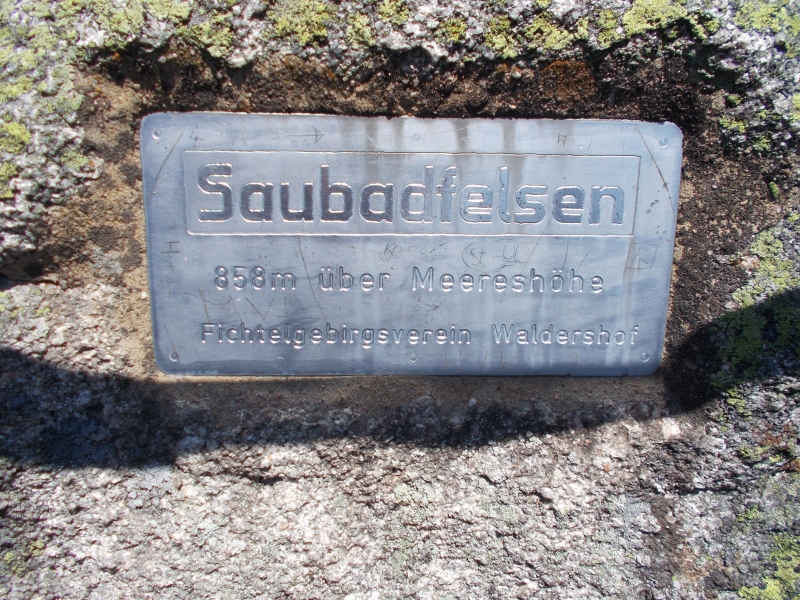 Saubadfelsen
858m über Meereshöhe
Fichtelgebirgsverein Waldershof